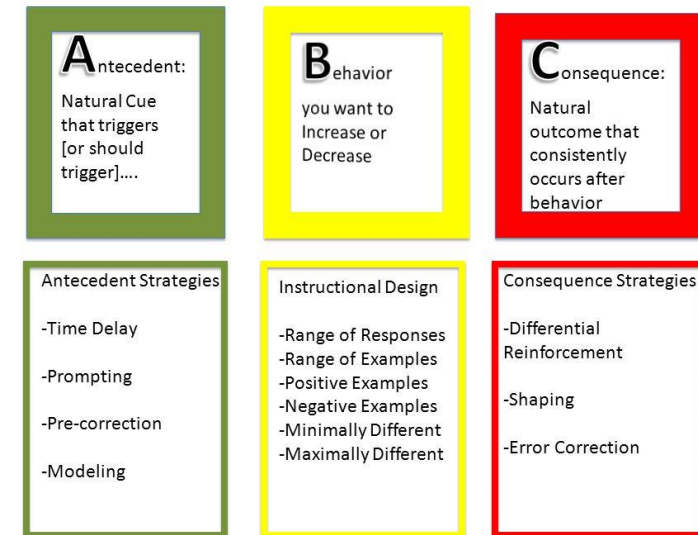 Antecedent:
Natural Cue
that triggers
[or should
trigger]....
Behavior
you want to
Increase or
Decrease
Consequence:
Natural
outcome that
consistently
occurs after
behavior
Antecedent Strategies
-Time Delay
-Prompting
-Pre-correction
-Modeling
Instructional Design
-Range of Responses
-Range of Examples
-Positive Examples
-Negative Examples
-Minimally Different
-Maximally Different
Consequence Strategies
-Differential
Reinforcement
-Shaping
-Error Correction